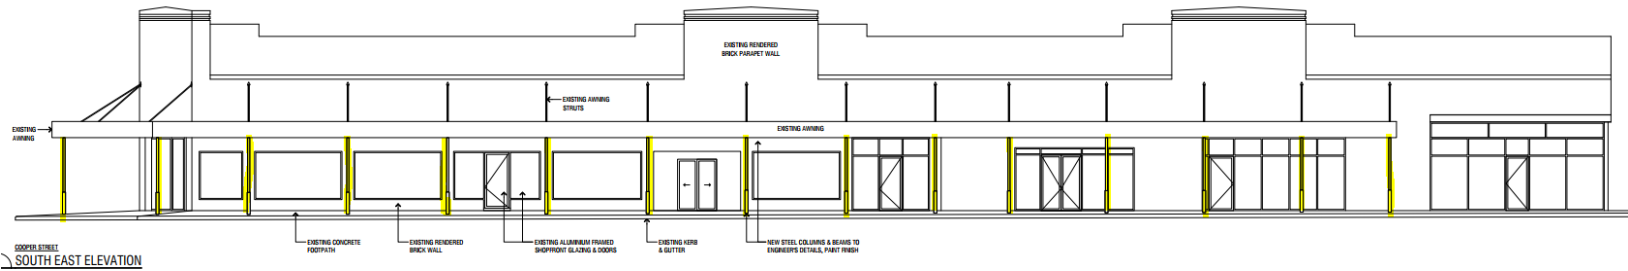 EXISTING RENDERED
BRICK PARAPET WALL
EXISTING AWNING
STRUTS
EXISTING
AWNING
EXISTING AWNING
EXISTING CONCRETE
FOOTPATH
EXISTING RENDERED
BRICK WALL
EXISTING ALUMINIUM FRAMED
SHOPFRONT GLAZING & DOORS
EXISTING KERB
& GUTTER
NEW STEEL COLUMNS & BEAMS TO
ENGINEER'S DETAILS, PAINT FINISH
COOPER STREET
SOUTH EAST ELEVATION